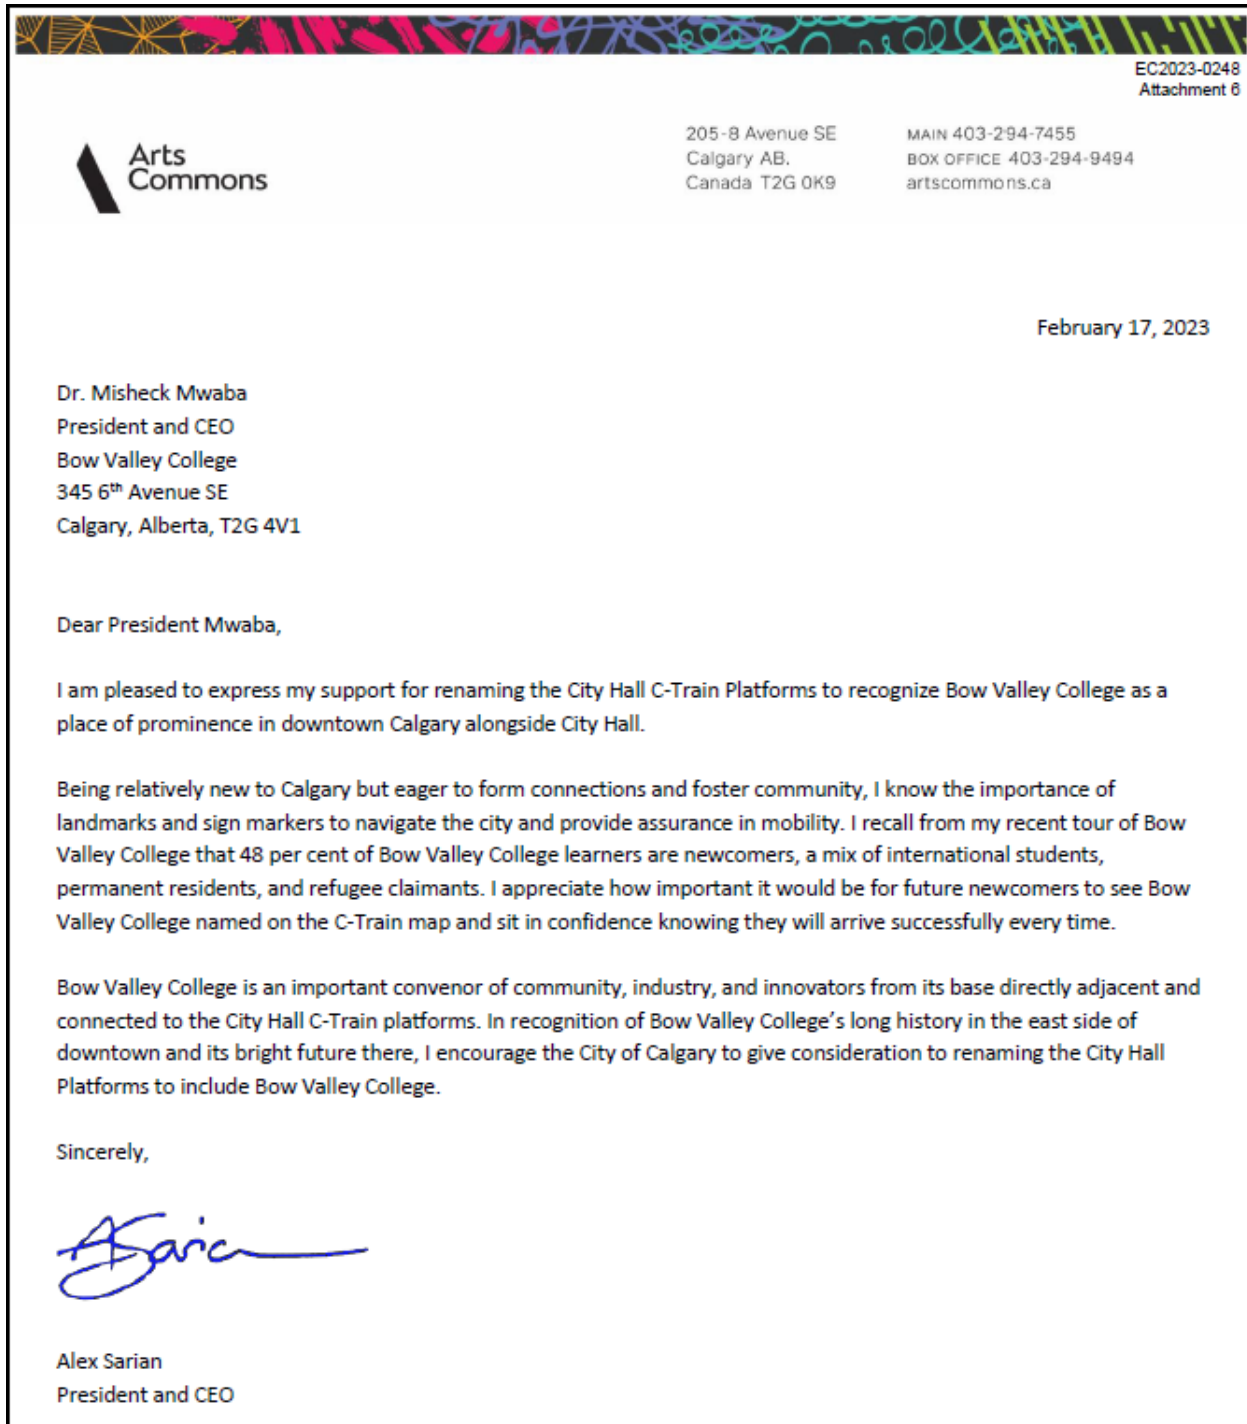 EC2023-0248
Attachment 6
Arts
Commons
205-8 Avenue SE
Calgary AB.
Canada T2G 0K9
MAIN 403-294-7455
BOX OFFICE 403-294-9494
artscommons.ca
February 17, 2023
Dr. Misheck Mwaba
President and CEO
Bow Valley College
345 6th Avenue SE
Calgary, Alberta, T2G 4V1
Dear President Mwaba,
I am pleased to express my support for renaming the City Hall C-Train Platforms to recognize Bow Valley College as a
place of prominence in downtown Calgary alongside City Hall.
Being relatively new to Calgary but eager to form connections and foster community, I know the importance of
landmarks and sign markers to navigate the city and provide assurance in mobility. I recall from my recent tour of Bow
Valley College that 48 per cent of Bow Valley College learners are newcomers, a mix of international students,
permanent residents, and refugee claimants. I appreciate how important it would be for future newcomers to see Bow
Valley College named on the C-Train map and sit in confidence knowing they will arrive successfully every time.
Bow Valley College is an important convenor of community, industry, and innovators from its base directly adjacent and
connected to the City Hall C-Train platforms. In recognition of Bow Valley College's long history in the east side of
downtown and its bright future there, I encourage the City of Calgary to give consideration to renaming the City Hall
Platforms to include Bow Valley College.
Sincerely,
ASarian
Alex Sarian
President and CEO